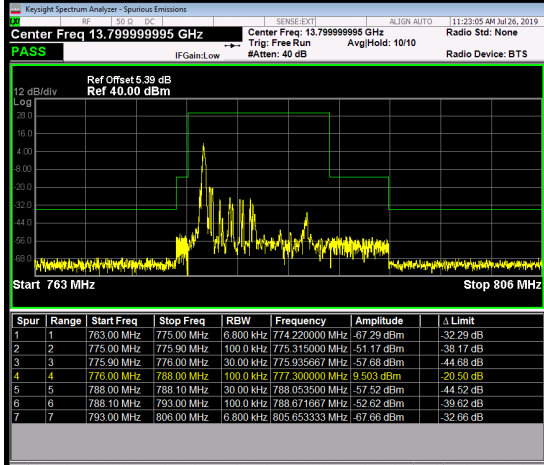 Keysight Spectrum Analyzer - Spurious Emissions
LXI RF 50 Ω DC SENSE:EXT ALIGN AUTO 11:23:05 AM Jul 26, 2019
Center Freq 13.799999995 GHz Center Freq: 13.799999995 GHz Radio Std: None
Trig: Free Run Avg|Hold: 10/10
PASS IFGain:Low #Atten: 40 dB Radio Device: BTS
Ref Offset 5.39 dB
12 dB/div Ref 40.00 dBm
Log
28.0
16.0
4.00
-8.00
-20.0
-32.0
-44.0
-56.0
-68.0
Start 763 MHz Stop 806 MHz
Spur Range Start Freq Stop Freq RBW Frequency Amplitude Δ Limit
1 1 763.00 MHz 775.00 MHz 6.800 kHz 774.220000 MHz -67.29 dBm -32.29 dB
2 2 775.00 MHz 775.90 MHz 100.0 kHz 775.315000 MHz -51.17 dBm -38.17 dB
3 3 775.90 MHz 776.00 MHz 30.00 kHz 775.935667 MHz -57.68 dBm -44.68 dB
4 4 776.00 MHz 788.00 MHz 100.0 kHz 777.300000 MHz 9.503 dBm -20.50 dB
5 5 788.00 MHz 788.10 MHz 30.00 kHz 788.053500 MHz -57.52 dBm -44.52 dB
6 6 788.10 MHz 793.00 MHz 100.0 kHz 788.671667 MHz -52.62 dBm -39.62 dB
7 7 793.00 MHz 806.00 MHz 6.800 kHz 805.653333 MHz -67.66 dBm -32.66 dB